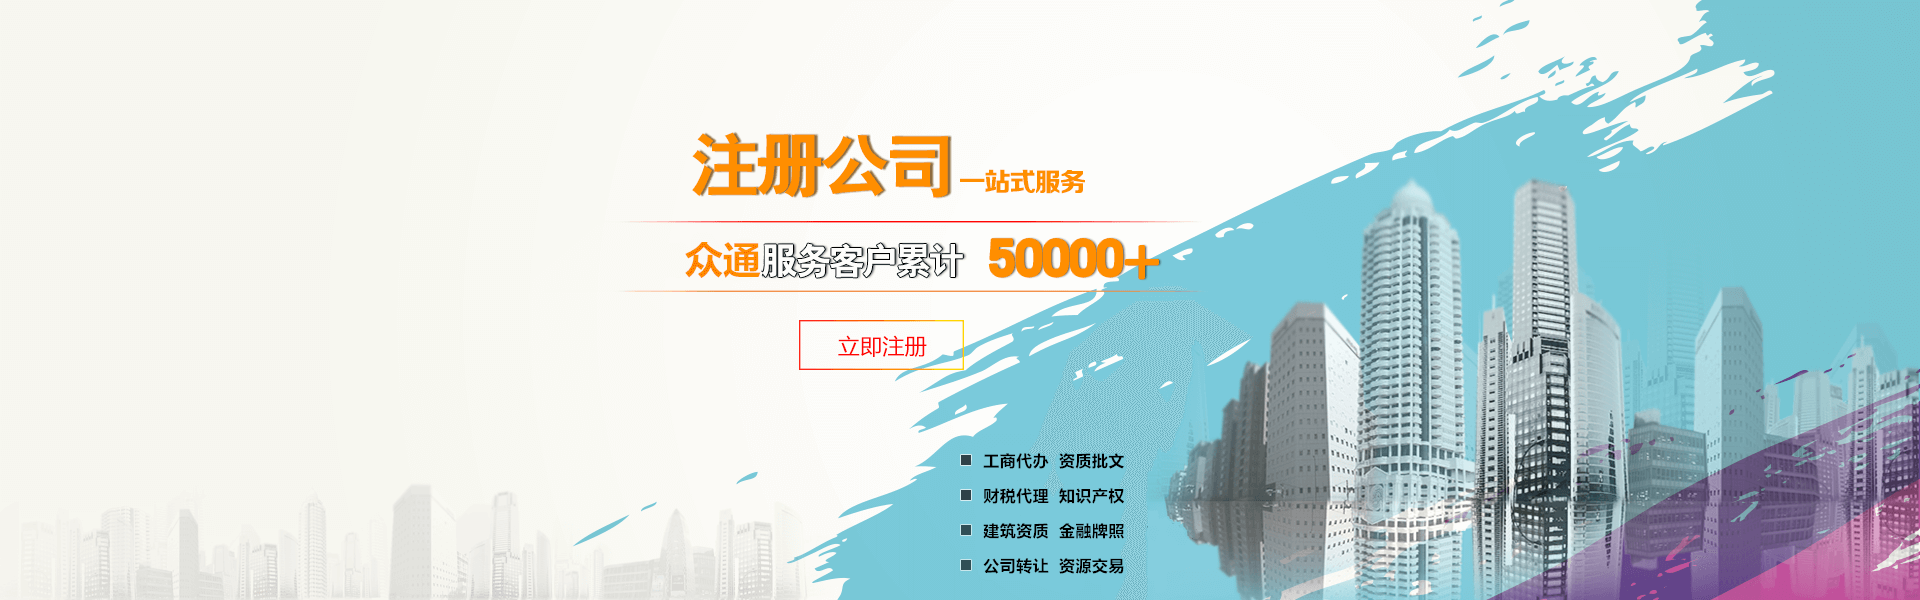 注册公司 一站式服务
众通服务客户累计 50000+
立即注册
工商代办 资质批文
财税代理 知识产权
建筑资质 金融牌照
公司转让 资源交易